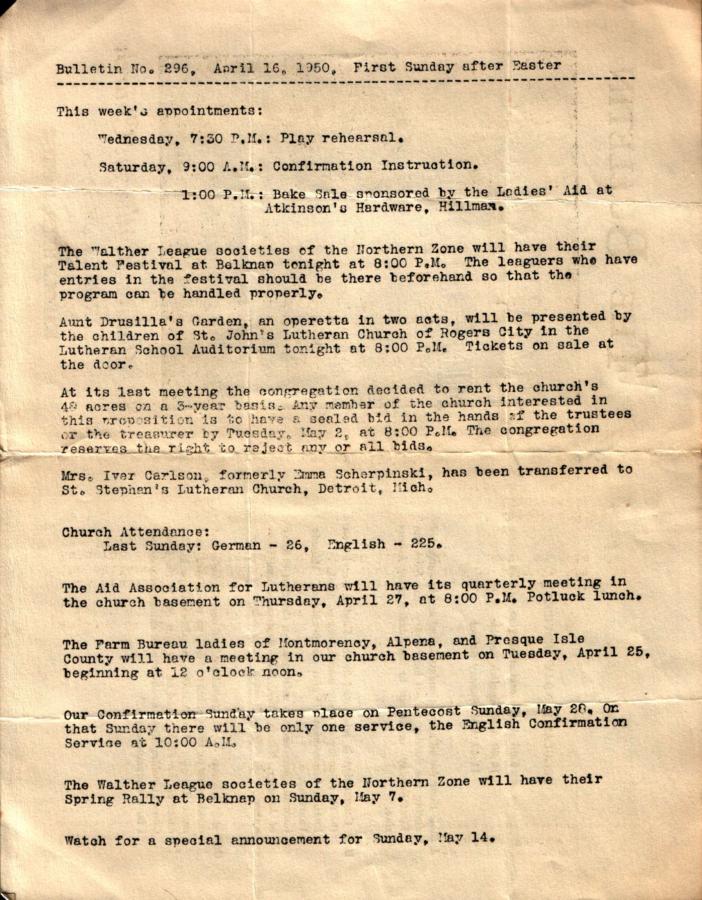 Bulletin No. 296, April 16, 1950, First Sunday after Easter
This week's appointments:
Wednesday, 7:30 P.M.: Play rehearsal.
Saturday, 9:00 A.M.: Confirmation Instruction.
1:00 P.M.: Bake Sale sponsored by the Ladies' Aid at
Atkinson's Hardware, Hillman.
The Walther League societies of the Northern Zone will have their
Talent Festival at Belknap tonight at 8:00 P.M. The leaguers who have
entries in the festival should be there beforehand so that the
program can be handled properly.
Aunt Drusilla's Garden, an operetta in two acts, will be presented by
the children of St. John's Lutheran Church of Rogers City in the
Lutheran School Auditorium tonight at 8:00 P.M. Tickets on sale at
the door.
At its last meeting the congregation decided to rent the church's
48 acres on a 3-year basis. Any member of the church interested in
this proposition is to have a sealed bid in the hands of the trustees
or the treasurer by Tuesday, May 2, at 8:00 P.M. The congregation
reserves the right to reject any or all bids.
Mrs. Iver Carlson, formerly Emma Scherpinski, has been transferred to
St. Stephan's Lutheran Church, Detroit, Mich.
Church Attendance:
Last Sunday: German - 26, English - 225.
The Aid Association for Lutherans will have its quarterly meeting in
the church basement on Thursday, April 27, at 8:00 P.M. Potluck lunch.
The Farm Bureau ladies of Montmorency, Alpena, and Presque Isle
County will have a meeting in our church basement on Tuesday, April 25,
beginning at 12 o'clock noon.
Our Confirmation Sunday takes place on Pentecost Sunday, May 28. On
that Sunday there will be only one service, the English Confirmation
Service at 10:00 A.M.
The Walther League societies of the Northern Zone will have their
Spring Rally at Belknap on Sunday, May 7.
Watch for a special announcement for Sunday, May 14.